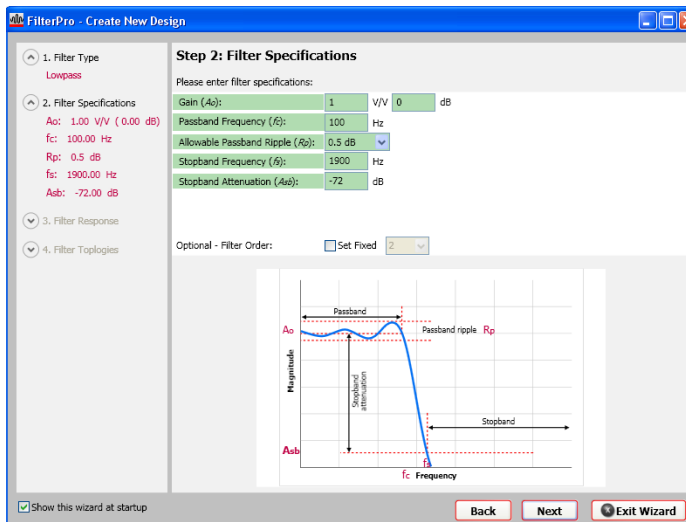 FilterPro - Create New Design
1. Filter Type
Lowpass
2. Filter Specifications
Ao: 1.00 V/V ( 0.00 dB)
fc: 100.00 Hz
Rp: 0.5 dB
fs: 1900.00 Hz
Asb: -72.00 dB
3. Filter Response
4. Filter Toplogies
Step 2: Filter Specifications
Please enter filter specifications:
Gain (Ao): 1 V/V 0 dB
Passband Frequency (fc): 100 Hz
Allowable Passband Ripple (Rp): 0.5 dB
Stopband Frequency (fs): 1900 Hz
Stopband Attenuation (Asb): -72 dB
Optional - Filter Order: Set Fixed 2
Passband
Ao
Passband ripple Rp
Magnitude
Stopband attenuation
Stopband
Asb
fs
fc Frequency
Show this wizard at startup
Back
Next
Exit Wizard